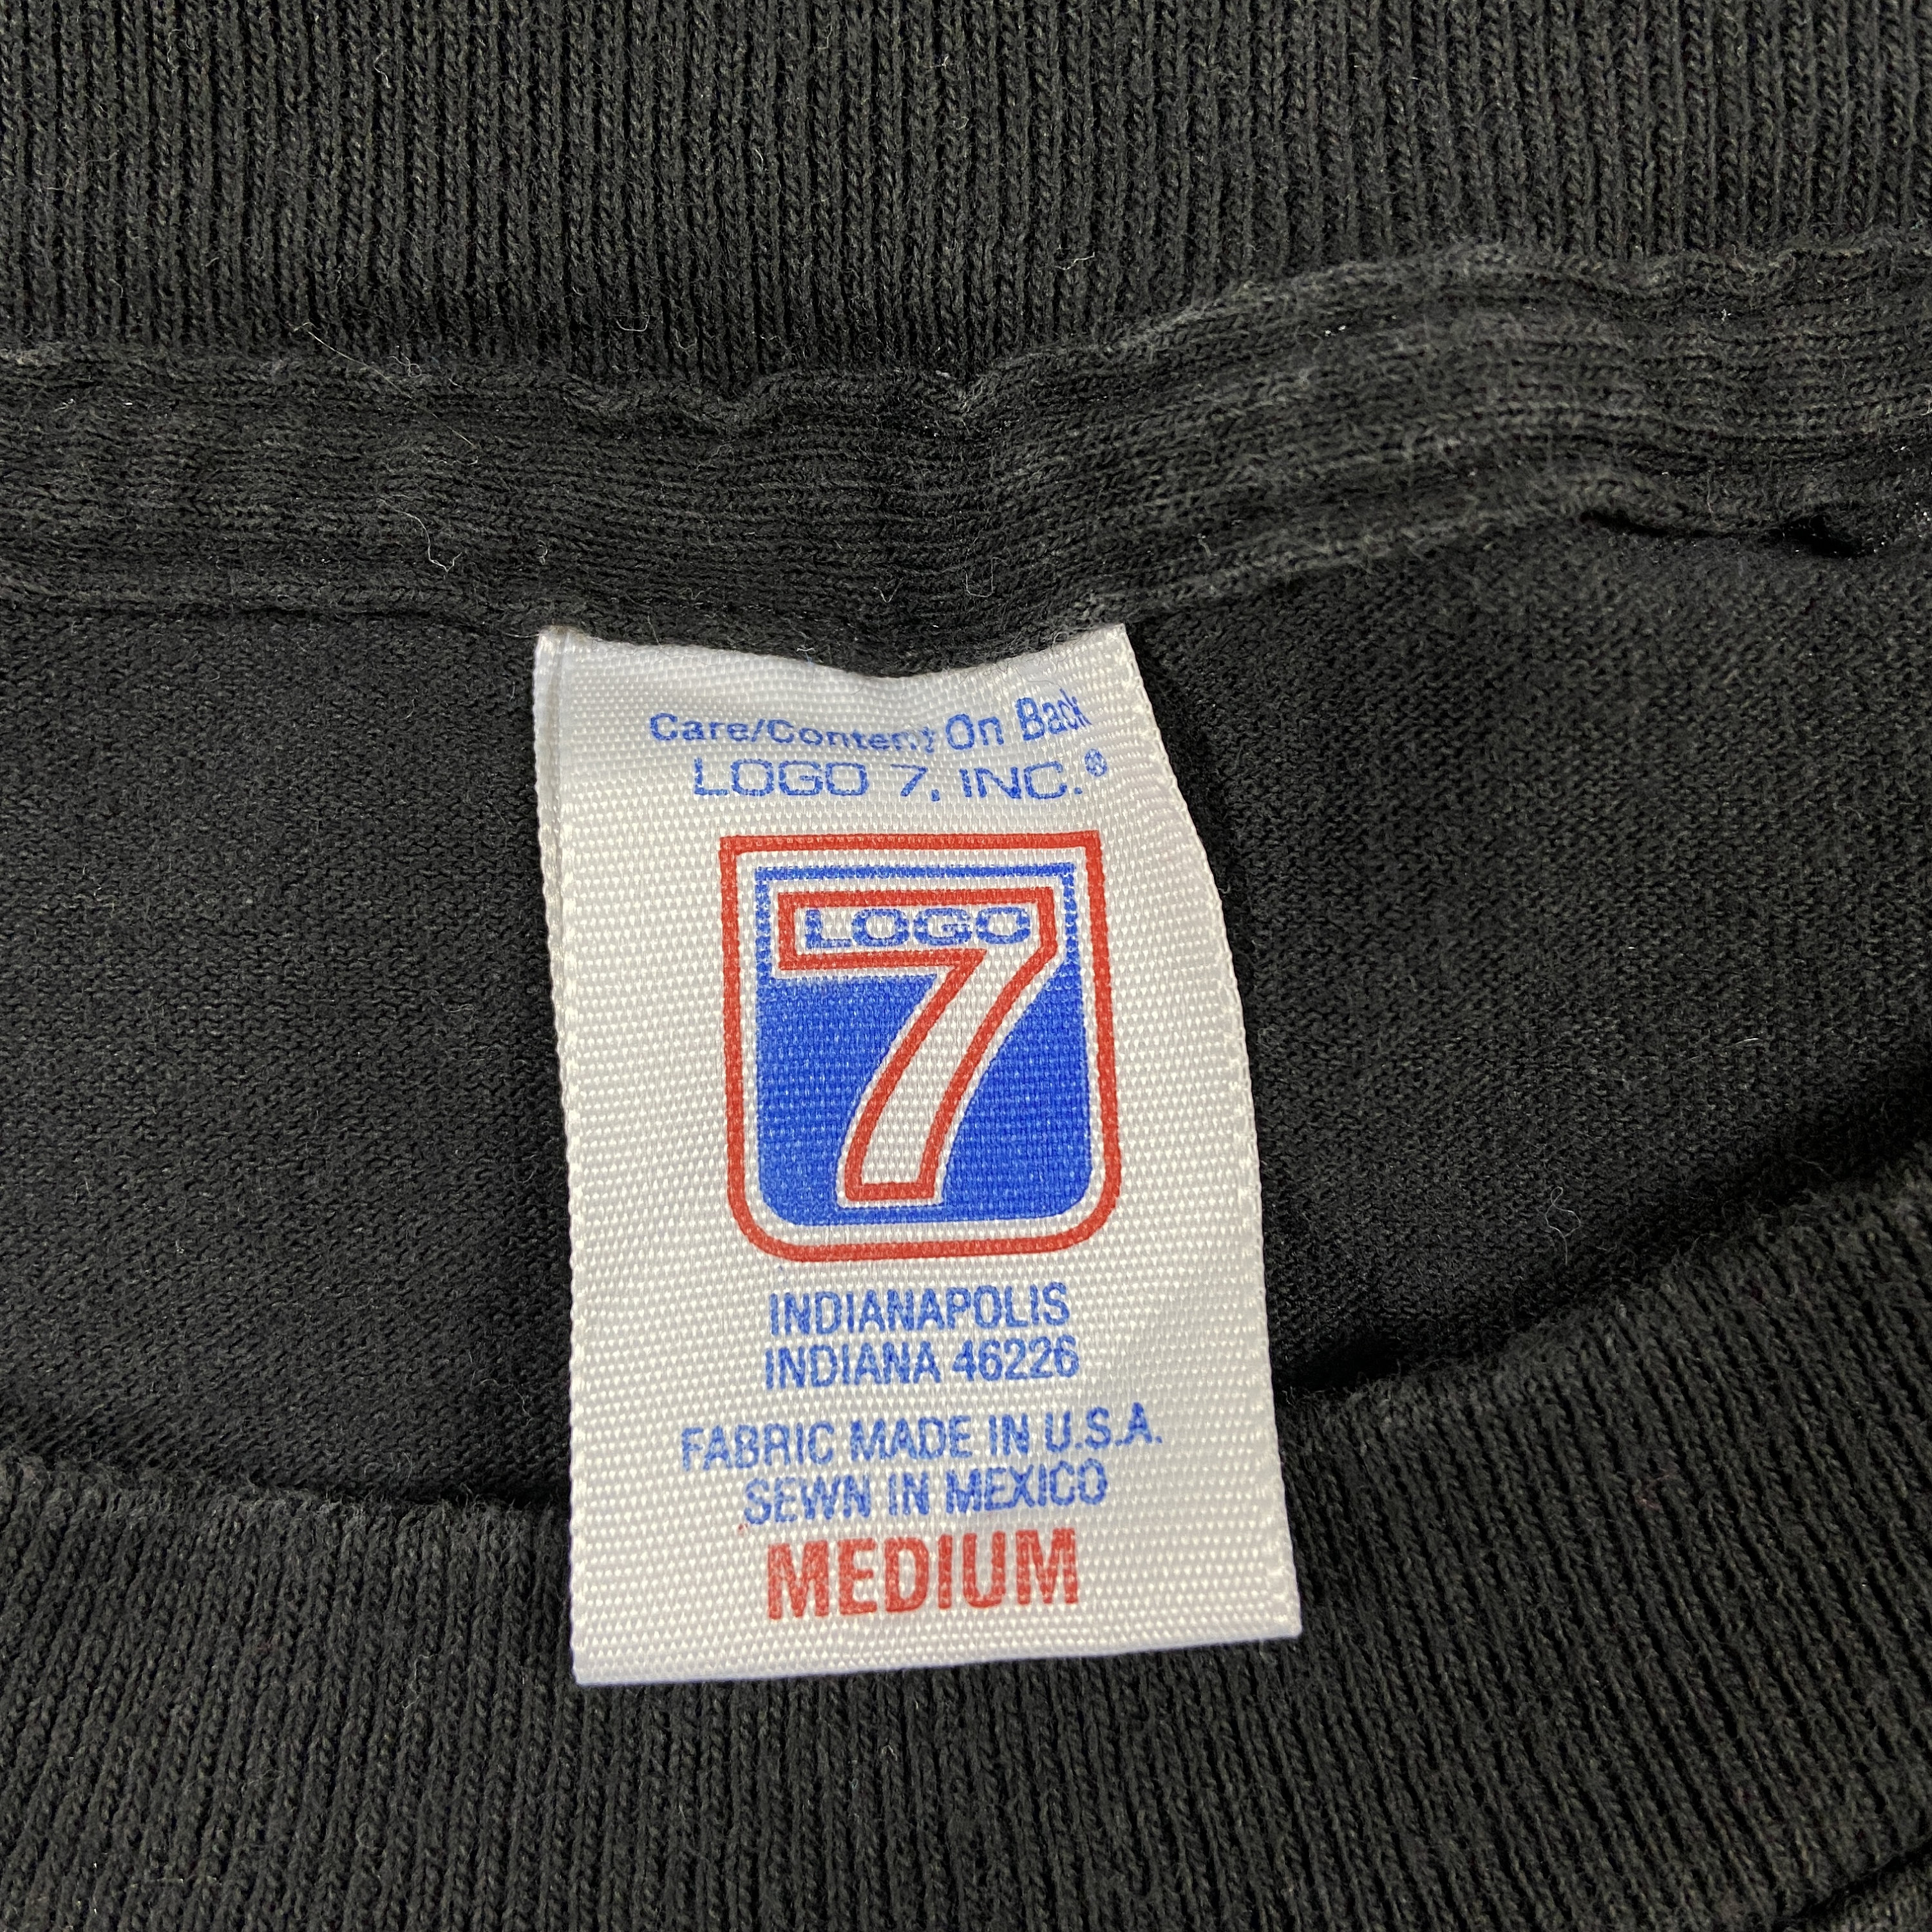 Care/Content On Back
LOGO 7, INC.®
LOGO
7
INDIANAPOLIS
INDIANA 46226
FABRIC MADE IN U.S.A.
SEWN IN MEXICO
MEDIUM